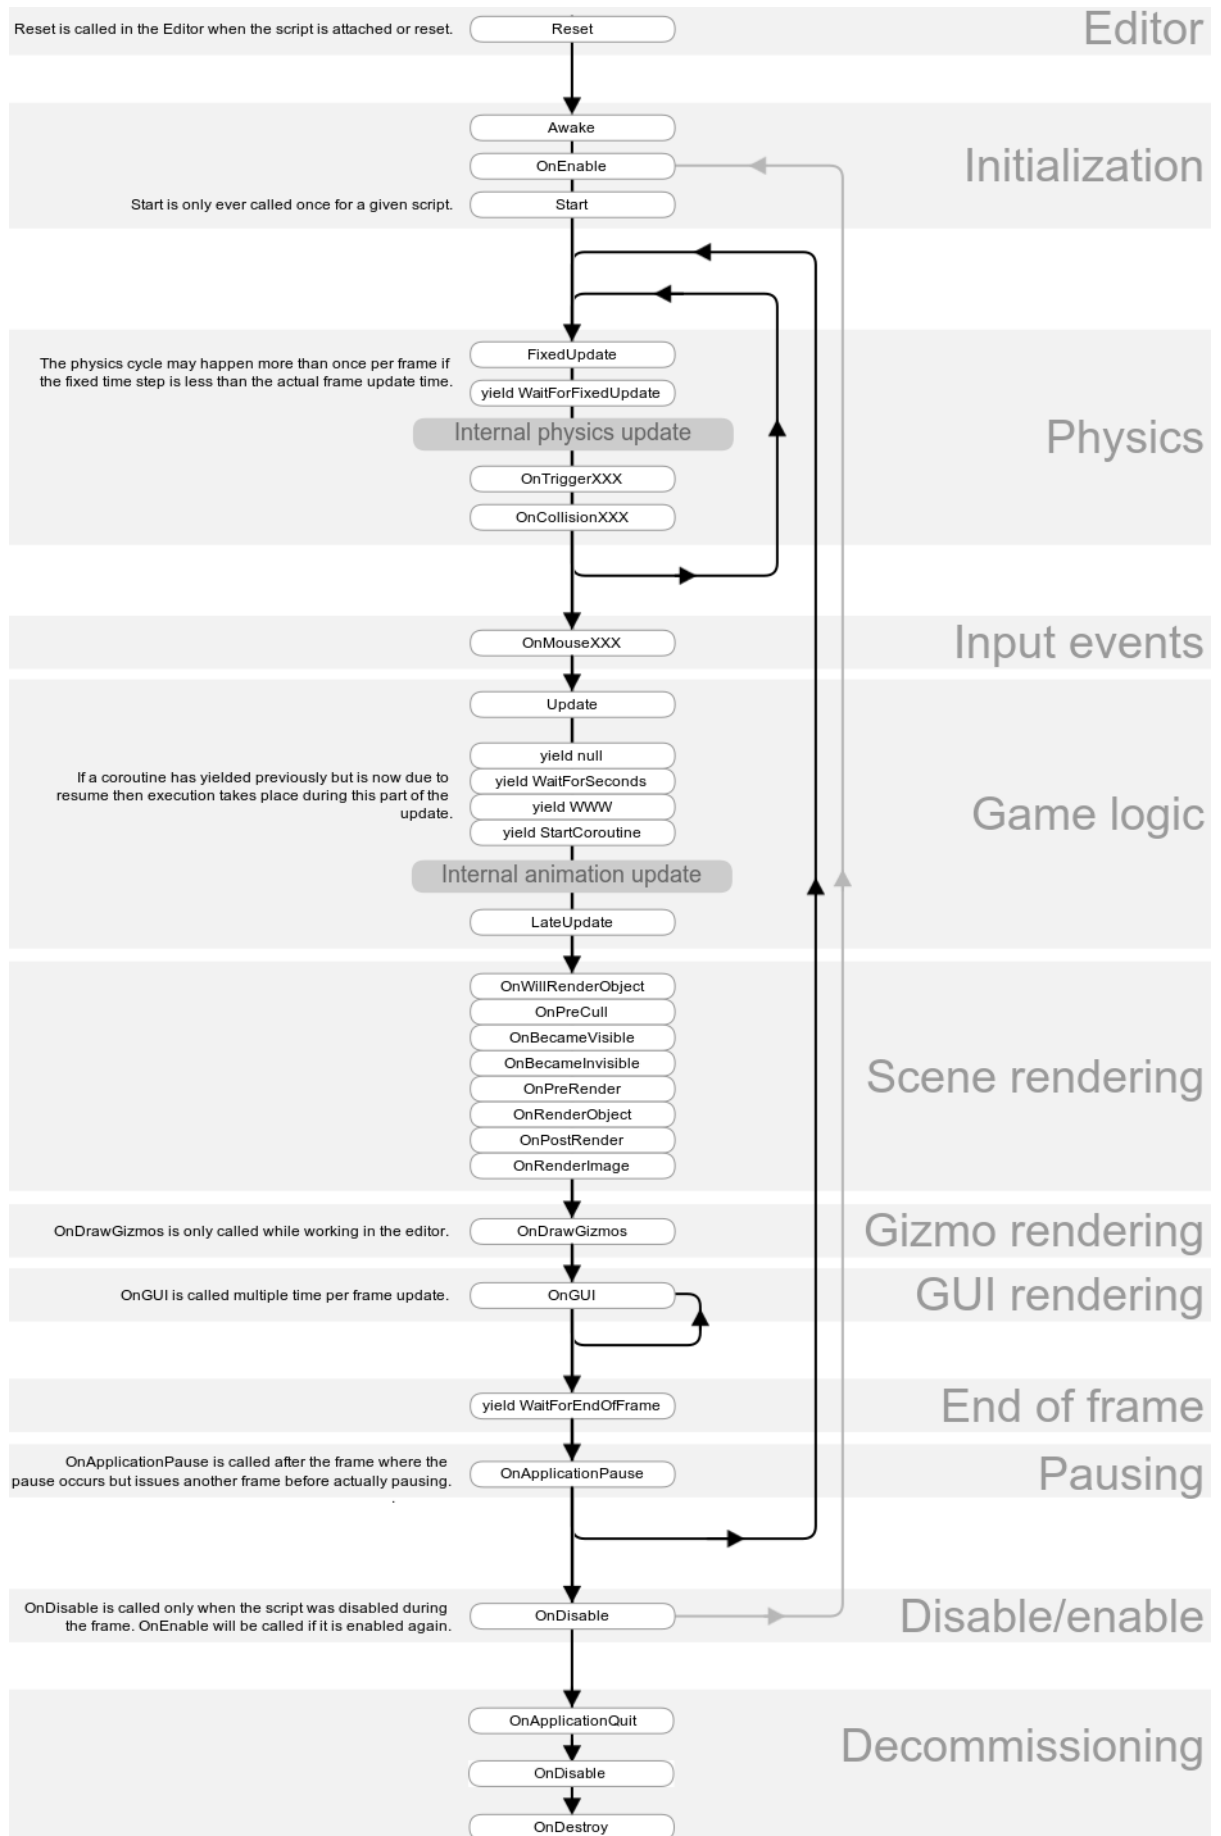 Reset is called in the Editor when the script is attached or reset.
Reset
Editor
Awake
OnEnable
Initialization
Start is only ever called once for a given script.
Start
The physics cycle may happen more than once per frame if
the fixed time step is less than the actual frame update time.
FixedUpdate
yield WaitForFixedUpdate
Internal physics update
Physics
OnTriggerXXX
OnCollisionXXX
OnMouseXXX
Input events
Update
yield null
If a coroutine has yielded previously but is now due to
resume then execution takes place during this part of the
update.
yield WaitForSeconds
yield WWW
yield StartCoroutine
Game logic
Internal animation update
LateUpdate
OnWillRenderObject
OnPreCull
OnBecameVisible
OnBecameInvisible
Scene rendering
OnPreRender
OnRenderObject
OnPostRender
OnRenderImage
OnDrawGizmos is only called while working in the editor.
OnDrawGizmos
Gizmo rendering
OnGUI is called multiple time per frame update.
OnGUI
GUI rendering
yield WaitForEndOfFrame
End of frame
OnApplicationPause is called after the frame where the
pause occurs but issues another frame before actually pausing.
.
OnApplicationPause
Pausing
OnDisable is called only when the script was disabled during
the frame. OnEnable will be called if it is enabled again.
OnDisable
Disable/enable
OnApplicationQuit
Decommissioning
OnDisable
OnDestroy